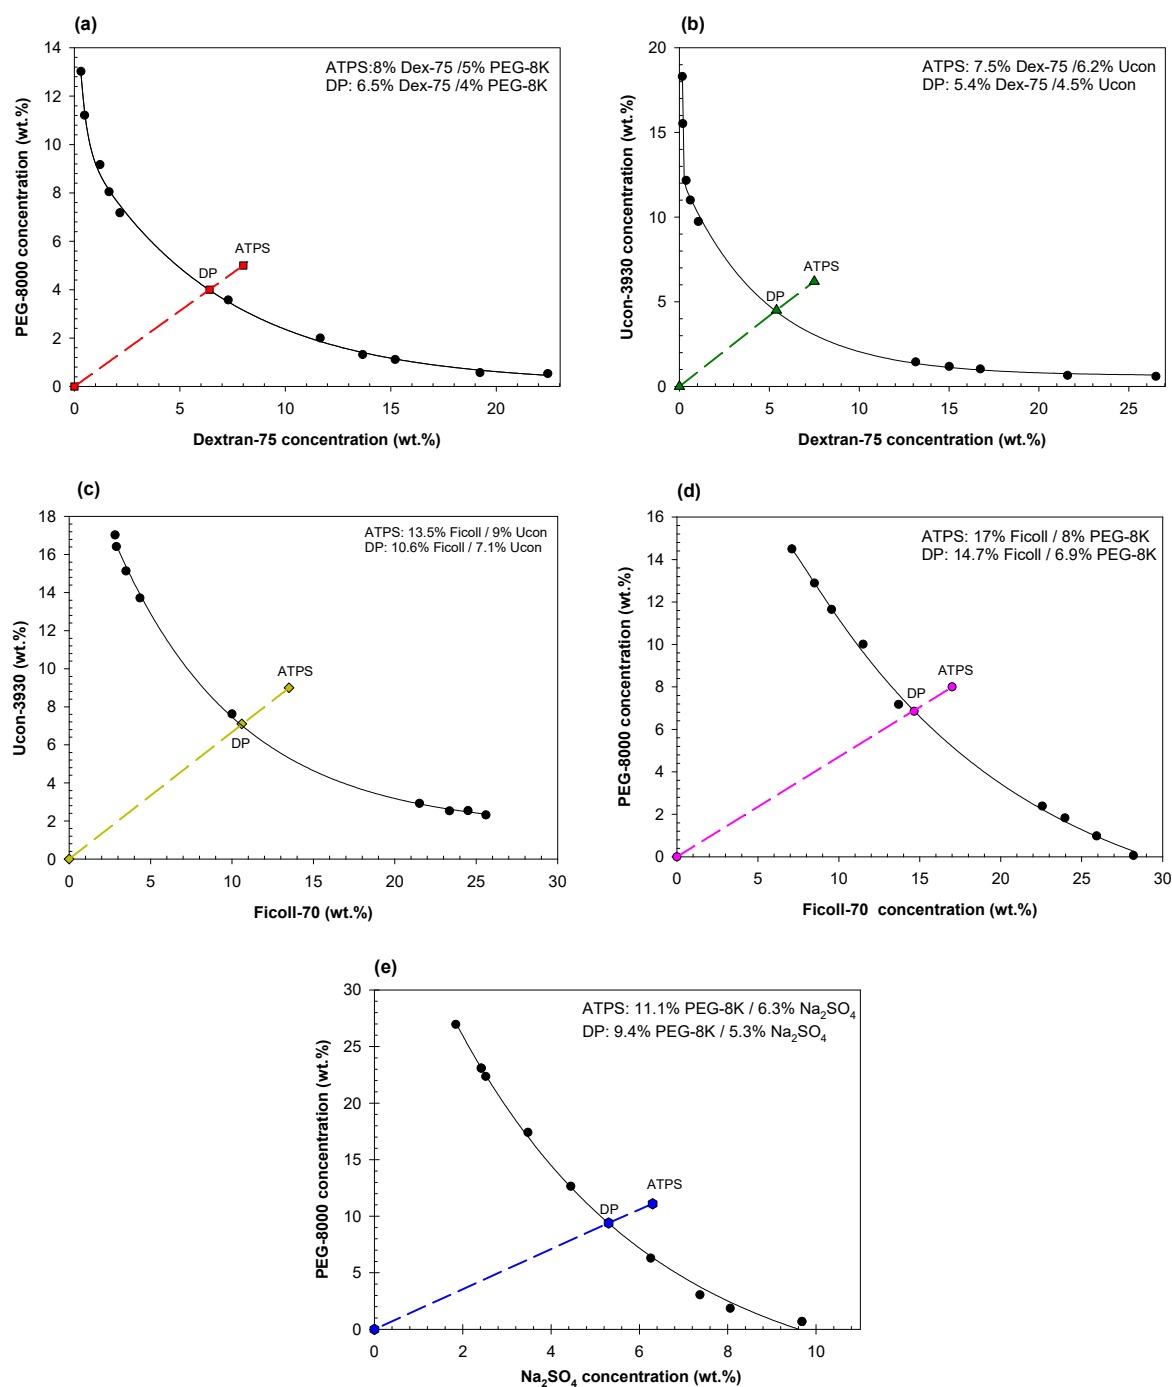 (a)
ATPS:8% Dex-75 /5% PEG-8K
DP: 6.5% Dex-75 /4% PEG-8K
PEG-8000 concentration (wt.%)
14
12
10
8
6
4
2
0
ATPS
DP
0 5 10 15 20
Dextran-75 concentration (wt.%)
(b)
ATPS: 7.5% Dex-75 /6.2% Ucon
DP: 5.4% Dex-75 /4.5% Ucon
Ucon-3930 concentration (wt.%)
20
15
10
5
0
ATPS
DP
0 5 10 15 20 25
Dextran-75 concentration (wt.%)
(c)
ATPS: 13.5% Ficoll / 9% Ucon
DP: 10.6% Ficoll / 7.1% Ucon
Ucon-3930 (wt.%)
18
16
14
12
10
8
6
4
2
0
ATPS
DP
0 5 10 15 20 25 30
Ficoll-70 (wt.%)
(d)
ATPS: 17% Ficoll / 8% PEG-8K
DP: 14.7% Ficoll / 6.9% PEG-8K
PEG-8000 concentration (wt.%)
16
14
12
10
8
6
4
2
0
ATPS
DP
0 5 10 15 20 25 30
Ficoll-70 concentration (wt.%)
(e)
ATPS: 11.1% PEG-8K / 6.3% Na₂SO₄
DP: 9.4% PEG-8K / 5.3% Na₂SO₄
PEG-8000 concentration (wt.%)
30
25
20
15
10
5
0
ATPS
DP
0 2 4 6 8 10
Na₂SO₄ concentration (wt.%)